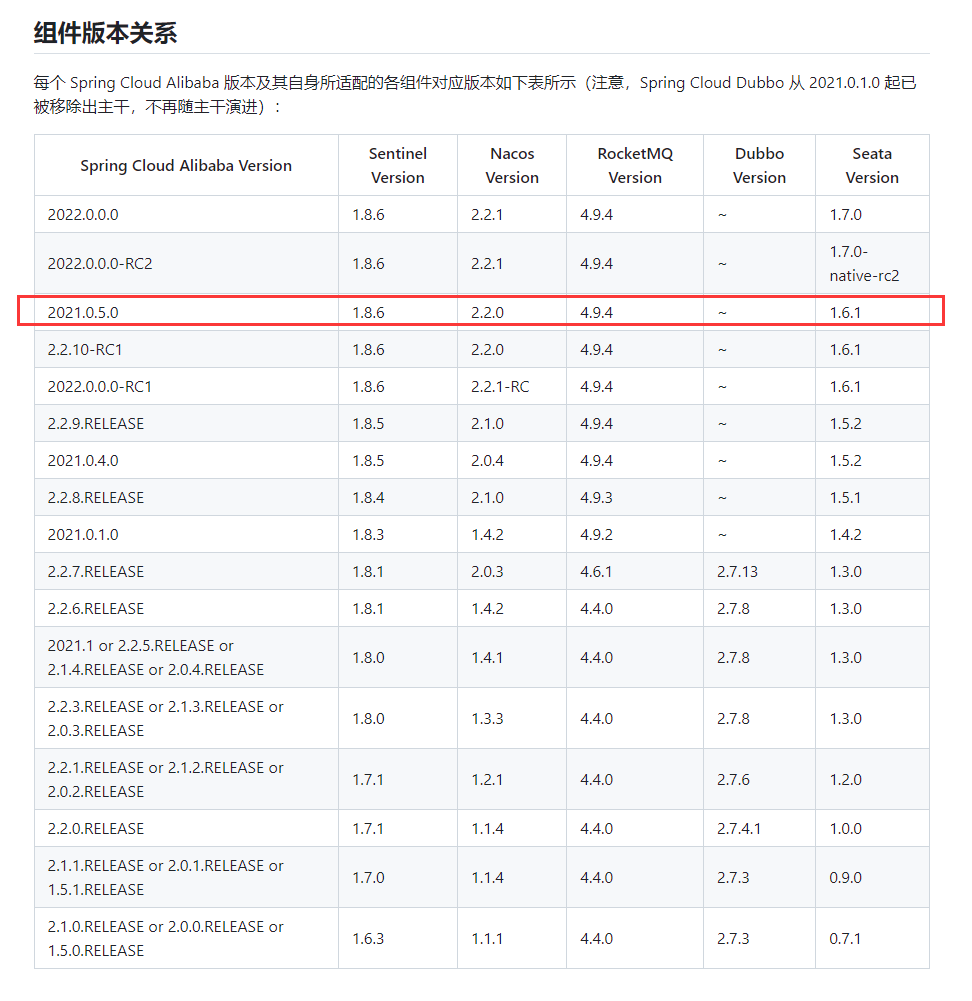 组件版本关系
每个 Spring Cloud Alibaba 版本及其自身所适配的各组件对应版本如下表所示（注意，Spring Cloud Dubbo 从 2021.0.1.0 起已
被移除出主干，不再随主干演进）：
Spring Cloud Alibaba Version Sentinel Version Nacos Version RocketMQ Version Dubbo Version Seata Version
2022.0.0.0 1.8.6 2.2.1 4.9.4 ~ 1.7.0
2022.0.0.0-RC2 1.8.6 2.2.1 4.9.4 ~ 1.7.0-native-rc2
2021.0.5.0 1.8.6 2.2.0 4.9.4 ~ 1.6.1
2.2.10-RC1 1.8.6 2.2.0 4.9.4 ~ 1.6.1
2022.0.0.0-RC1 1.8.6 2.2.1-RC 4.9.4 ~ 1.6.1
2.2.9.RELEASE 1.8.5 2.1.0 4.9.4 ~ 1.5.2
2021.0.4.0 1.8.5 2.0.4 4.9.4 ~ 1.5.2
2.2.8.RELEASE 1.8.4 2.1.0 4.9.3 ~ 1.5.1
2021.0.1.0 1.8.3 1.4.2 4.9.2 ~ 1.4.2
2.2.7.RELEASE 1.8.1 2.0.3 4.6.1 2.7.13 1.3.0
2.2.6.RELEASE 1.8.1 1.4.2 4.4.0 2.7.8 1.3.0
2021.1 or 2.2.5.RELEASE or 2.1.4.RELEASE or 2.0.4.RELEASE 1.8.0 1.4.1 4.4.0 2.7.8 1.3.0
2.2.3.RELEASE or 2.1.3.RELEASE or 2.0.3.RELEASE 1.8.0 1.3.3 4.4.0 2.7.8 1.3.0
2.2.1.RELEASE or 2.1.2.RELEASE or 2.0.2.RELEASE 1.7.1 1.2.1 4.4.0 2.7.6 1.2.0
2.2.0.RELEASE 1.7.1 1.1.4 4.4.0 2.7.4.1 1.0.0
2.1.1.RELEASE or 2.0.1.RELEASE or 1.5.1.RELEASE 1.7.0 1.1.4 4.4.0 2.7.3 0.9.0
2.1.0.RELEASE or 2.0.0.RELEASE or 1.5.0.RELEASE 1.6.3 1.1.1 4.4.0 2.7.3 0.7.1